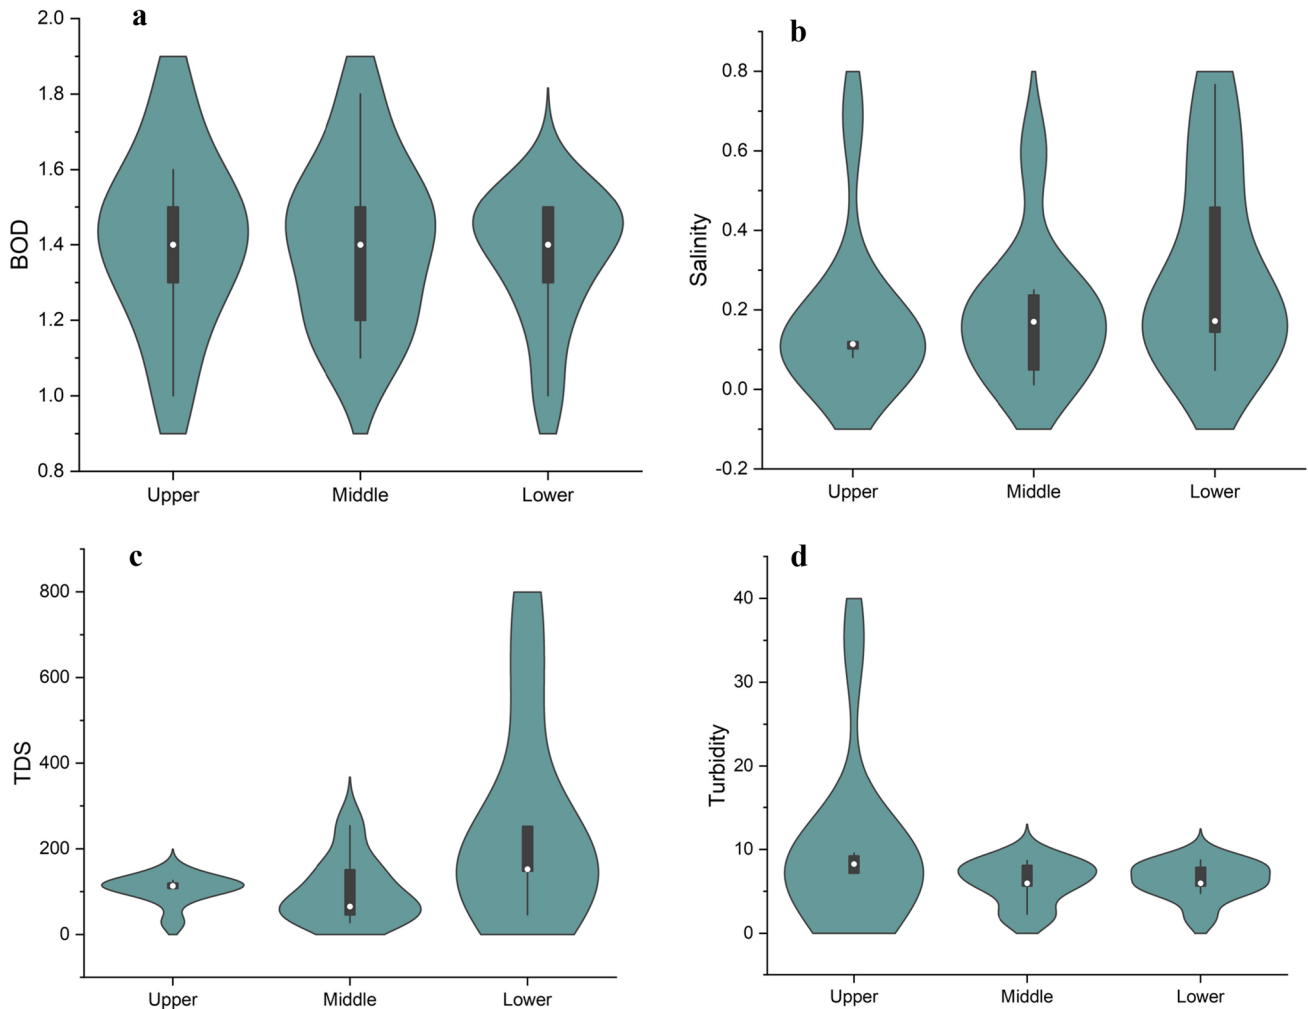 a
2.0
1.8
1.6
1.4
1.2
1.0
0.8
BOD
Upper Middle Lower
b
0.8
0.6
0.4
0.2
0.0
-0.2
Salinity
Upper Middle Lower
c
800
600
400
200
0
TDS
Upper Middle Lower
d
40
30
20
10
0
Turbidity
Upper Middle Lower